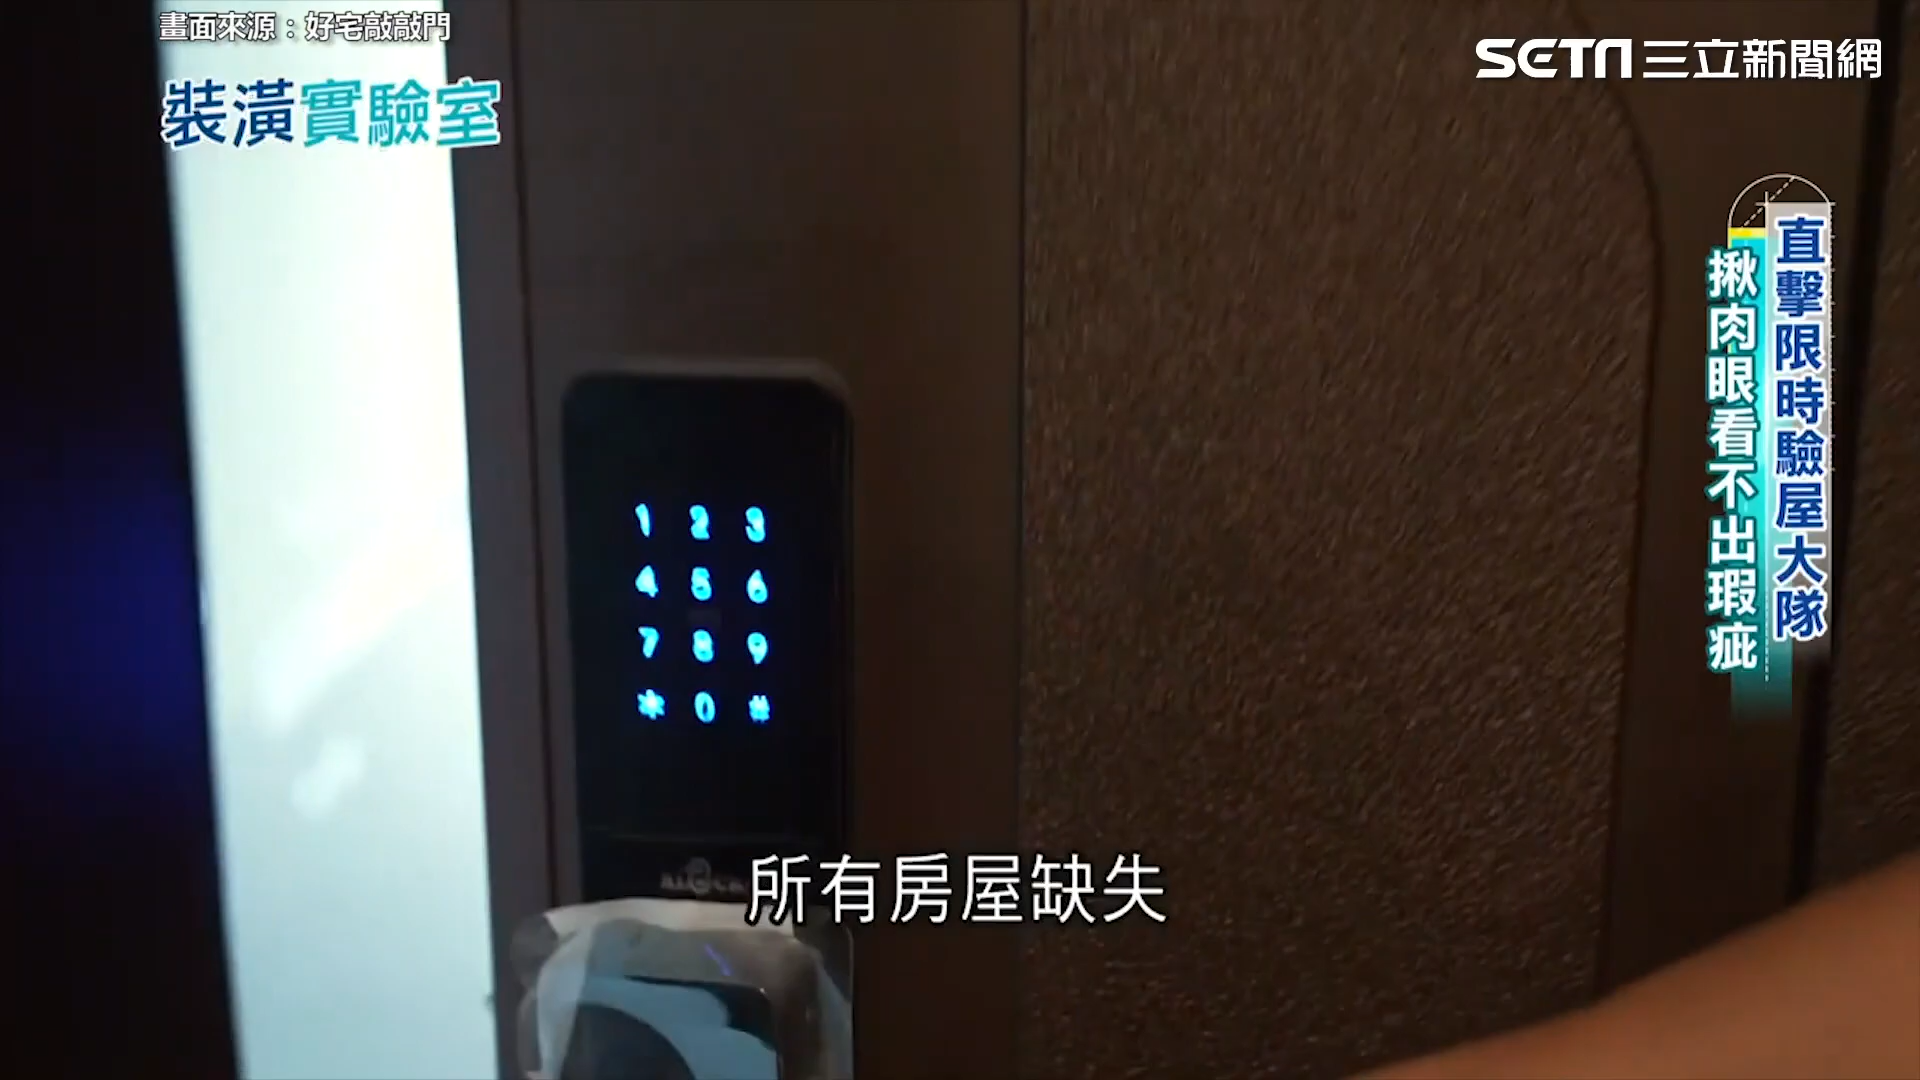 畫面來源：好宅敲敲門
裝潢實驗室
SETN三立新聞網
直擊限時驗屋大隊
揪肉眼看不出瑕疵
1 2 3
4 5 6
7 8 9
* 0 #
所有房屋缺失